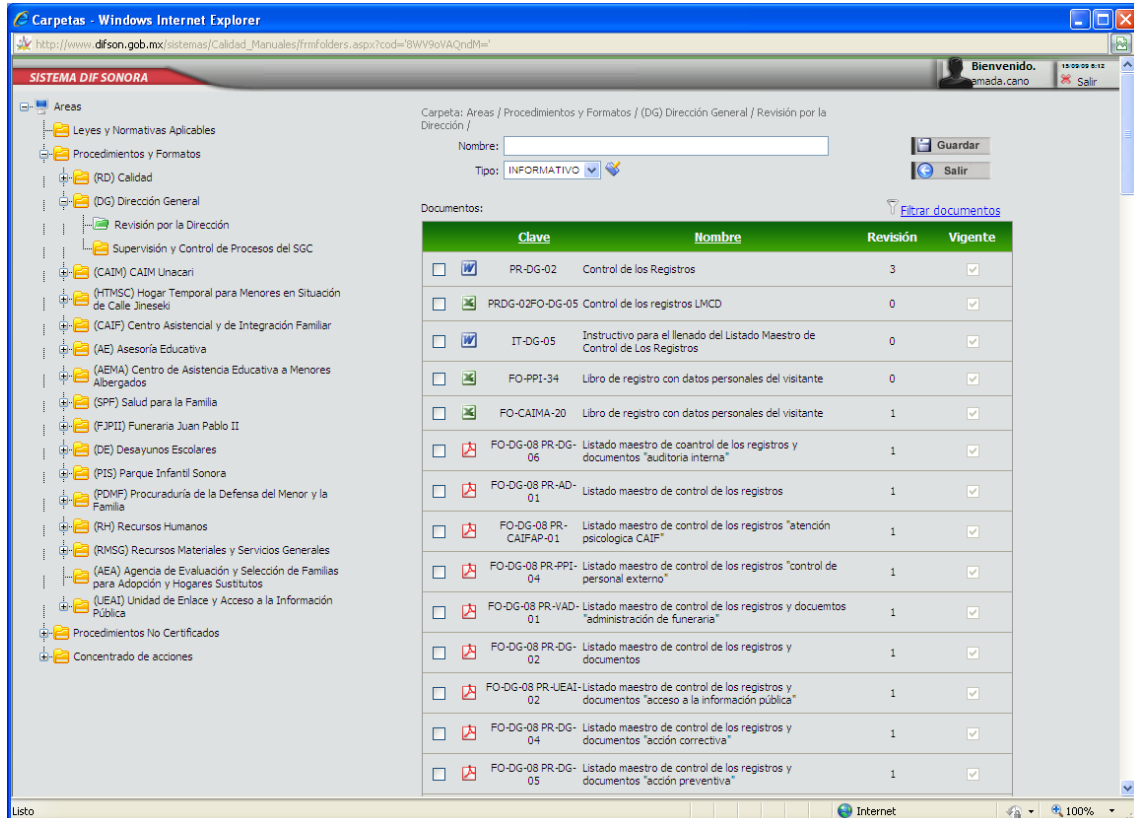 Carpetas - Windows Internet Explorer
http://www.difson.gob.mx/sistemas/Calidad_Manuales/frmfolders.aspx?cod='8WV9oVAQndM='
SISTEMA DIF SONORA
Bienvenido.
amada.cano
15/09/09 6:12
Salir
Areas
Leyes y Normativas Aplicables
Procedimientos y Formatos
(RD) Calidad
(DG) Dirección General
Revisión por la Dirección
Supervisión y Control de Procesos del SGC
(CAIM) CAIM Unacari
(HTMSC) Hogar Temporal para Menores en Situación
de Calle Jineseki
(CAIF) Centro Asistencial y de Integración Familiar
(AE) Asesoría Educativa
(AEMA) Centro de Asistencia Educativa a Menores
Albergados
(SPF) Salud para la Familia
(FJPII) Funeraria Juan Pablo II
(DE) Desayunos Escolares
(PIS) Parque Infantil Sonora
(PDMF) Procuraduría de la Defensa del Menor y la
Familia
(RH) Recursos Humanos
(RMSG) Recursos Materiales y Servicios Generales
(AEA) Agencia de Evaluación y Selección de Familias
para Adopción y Hogares Sustitutos
(UEAI) Unidad de Enlace y Acceso a la Información
Pública
Procedimientos No Certificados
Concentrado de acciones
Carpeta: Areas / Procedimientos y Formatos / (DG) Dirección General / Revisión por la
Dirección /
Nombre:
Guardar
Tipo: INFORMATIVO
Salir
Documentos:
Filtrar documentos
Clave Nombre Revisión Vigente
PR-DG-02 Control de los Registros 3
PRDG-02FO-DG-05 Control de los registros LMCD 0
IT-DG-05 Instructivo para el llenado del Listado Maestro de
Control de Los Registros 0
FO-PPI-34 Libro de registro con datos personales del visitante 0
FO-CAIMA-20 Libro de registro con datos personales del visitante 1
FO-DG-08 PR-DG- Listado maestro de coantrol de los registros y
06 documentos "auditoria interna" 1
FO-DG-08 PR-AD- Listado maestro de control de los registros 1
01
FO-DG-08 PR- Listado maestro de control de los registros "atención
CAIFAP-01 psicologica CAIF" 1
FO-DG-08 PR-PPI- Listado maestro de control de los registros "control de
04 personal externo" 1
FO-DG-08 PR-VAD- Listado maestro de control de los registros y docuemtos
01 "administración de funeraria" 1
FO-DG-08 PR-DG- Listado maestro de control de los registros y
02 documentos 1
FO-DG-08 PR-UEAI- Listado maestro de control de los registros y
02 documentos "acceso a la información pública" 1
FO-DG-08 PR-DG- Listado maestro de control de los registros y
04 documentos "acción correctiva" 1
FO-DG-08 PR-DG- Listado maestro de control de los registros y
05 documentos "acción preventiva" 1
Listo
Internet
100%